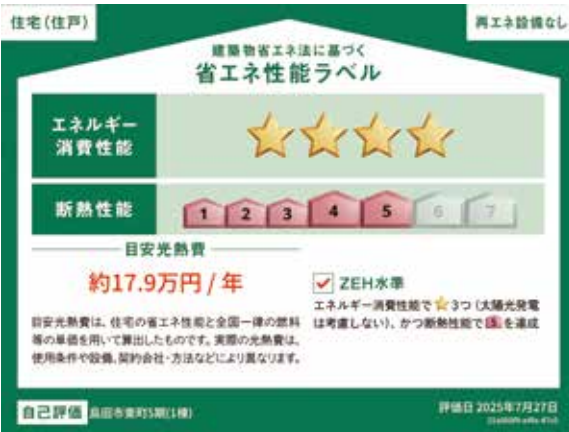 住宅(住戸)
再エネ設備なし
建築物省エネ法に基づく
省エネ性能ラベル
エネルギー
消費性能
断熱性能
1 2 3 4 5 6 7
目安光熱費
約17.9万円 / 年
目安光熱費は、住宅の省エネ性能と全国一律の燃料
等の単価を用いて算出したものです。実際の光熱費は、
使用条件や設備、契約会社・方法などにより異なります。
ZEH水準
エネルギー消費性能で⭐3つ(太陽光発電
は考慮しない)、かつ断熱性能で5を達成
自己評価 島田市東町5期(1棟)
評価日 2025年7月27日